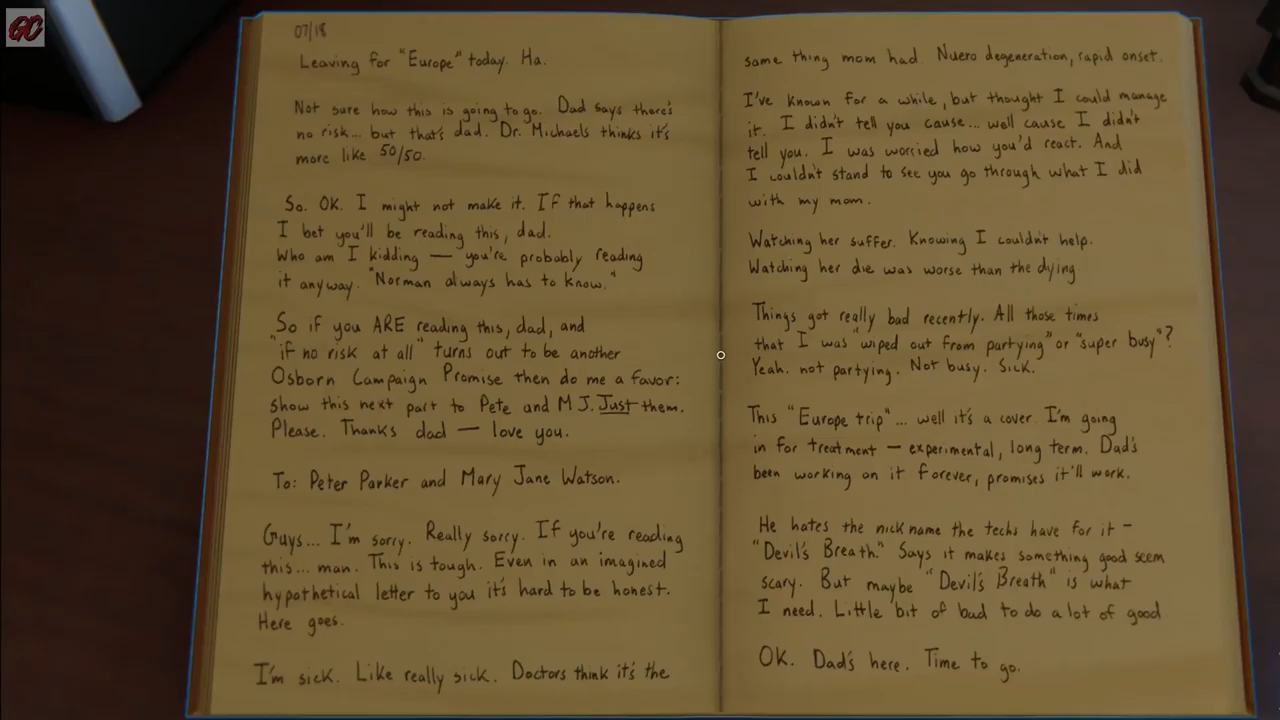 GC
07/18
Leaving for "Europe" today. Ha.
Not sure how this is going to go. Dad says there's
no risk... but that's dad. Dr. Michaels thinks it's
more like 50/50.
So. OK. I might not make it. If that happens
I bet you'll be reading this, dad.
Who am I kidding — you're probably reading
it anyway. "Norman always has to know."
So if you ARE reading this, dad, and
"if no risk at all" turns out to be another
Osborn Campaign Promise then do me a favor:
show this next part to Pete and MJ. Just them.
Please. Thanks dad — love you.
To: Peter Parker and Mary Jane Watson.
Guys... I'm sorry. Really sorry. If you're reading
this... man. This is tough. Even in an imagined
hypothetical letter to you it's hard to be honest.
Here goes.
I'm sick. Like really sick. Doctors think it's the
same thing mom had. Nuero degeneration, rapid onset.
I've known for a while, but thought I could manage
it. I didn't tell you cause... well cause I didn't
tell you. I was worried how you'd react. And
I couldn't stand to see you go through what I did
with my mom.
Watching her suffer. Knowing I couldn't help.
Watching her die was worse than the dying
Things got really bad recently. All those times
that I was "wiped out from partying" or "super busy"?
Yeah. not partying. Not busy. Sick.
This "Europe trip"... well it's a cover. I'm going
in for treatment — experimental, long term. Dad's
been working on it forever, promises it'll work.
He hates the nickname the techs have for it -
"Devil's Breath." Says it makes something good seem
scary. But maybe "Devil's Breath" is what
I need. Little bit of bad to do a lot of good
OK. Dad's here. Time to go.